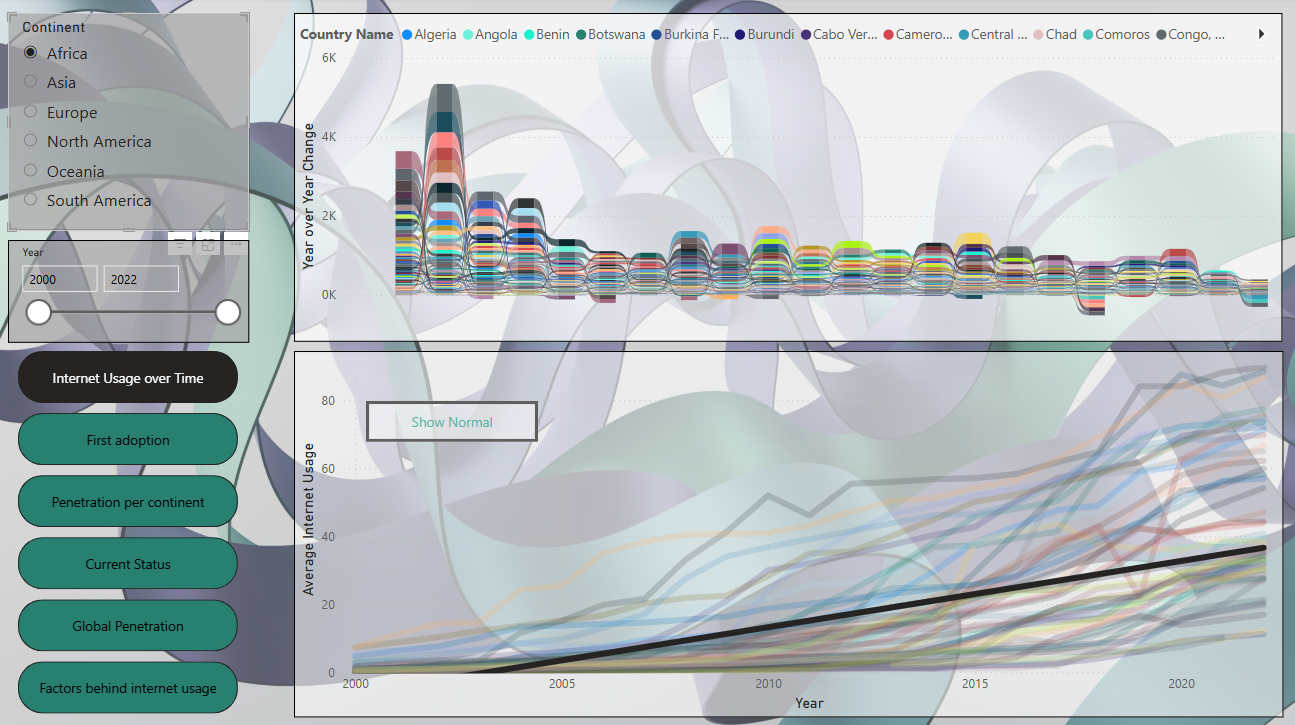 Continent
Africa
Asia
Europe
North America
Oceania
South America
Year
2000 2022
Internet Usage over Time
First adoption
Penetration per continent
Current Status
Global Penetration
Factors behind internet usage
Country Name Algeria Angola Benin Botswana Burkina F... Burundi Cabo Ver... Camero... Central ... Chad Comoros Congo, ...
Year over Year Change
6K
4K
2K
0K
Show Normal
Average Internet Usage
80
60
40
20
0
2000 2005 2010 2015 2020
Year